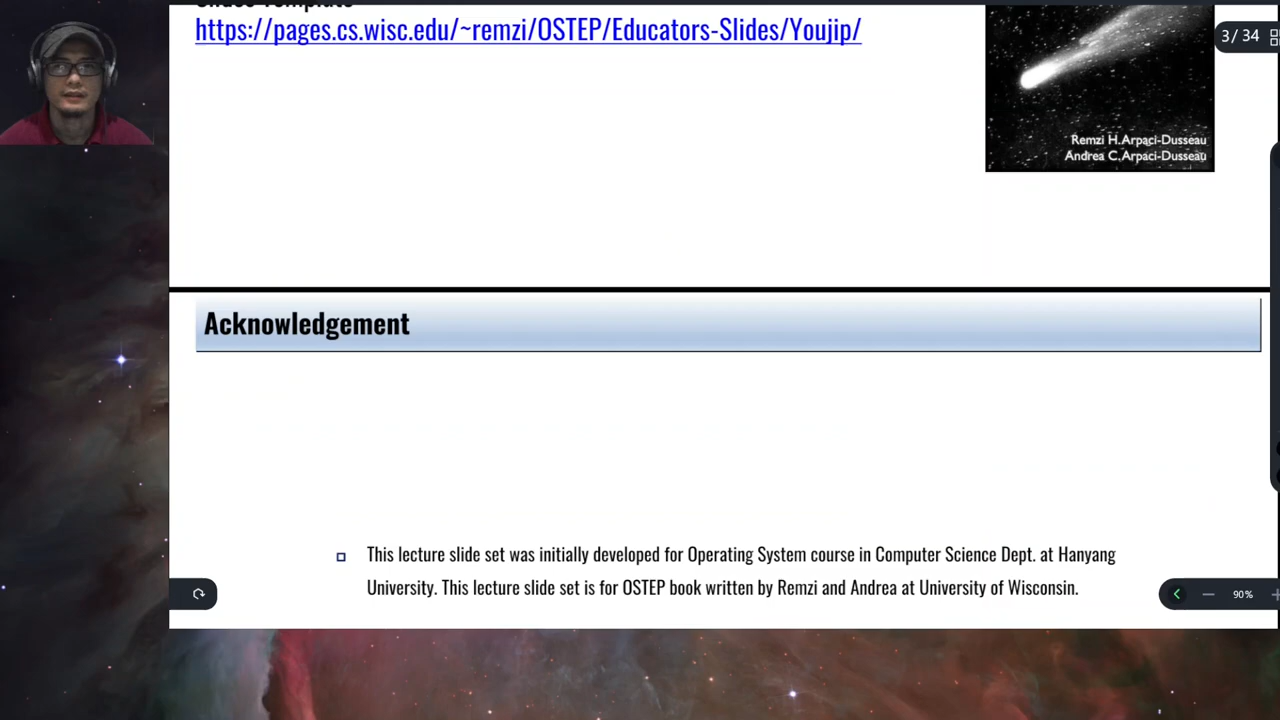 Slides Template
https://pages.cs.wisc.edu/~remzi/OSTEP/Educators-Slides/Youjip/
3 / 34
Remzi H.Arpaci-Dusseau
Andrea C.Arpaci-Dusseau
Acknowledgement
This lecture slide set was initially developed for Operating System course in Computer Science Dept. at Hanyang
University. This lecture slide set is for OSTEP book written by Remzi and Andrea at University of Wisconsin.
90%